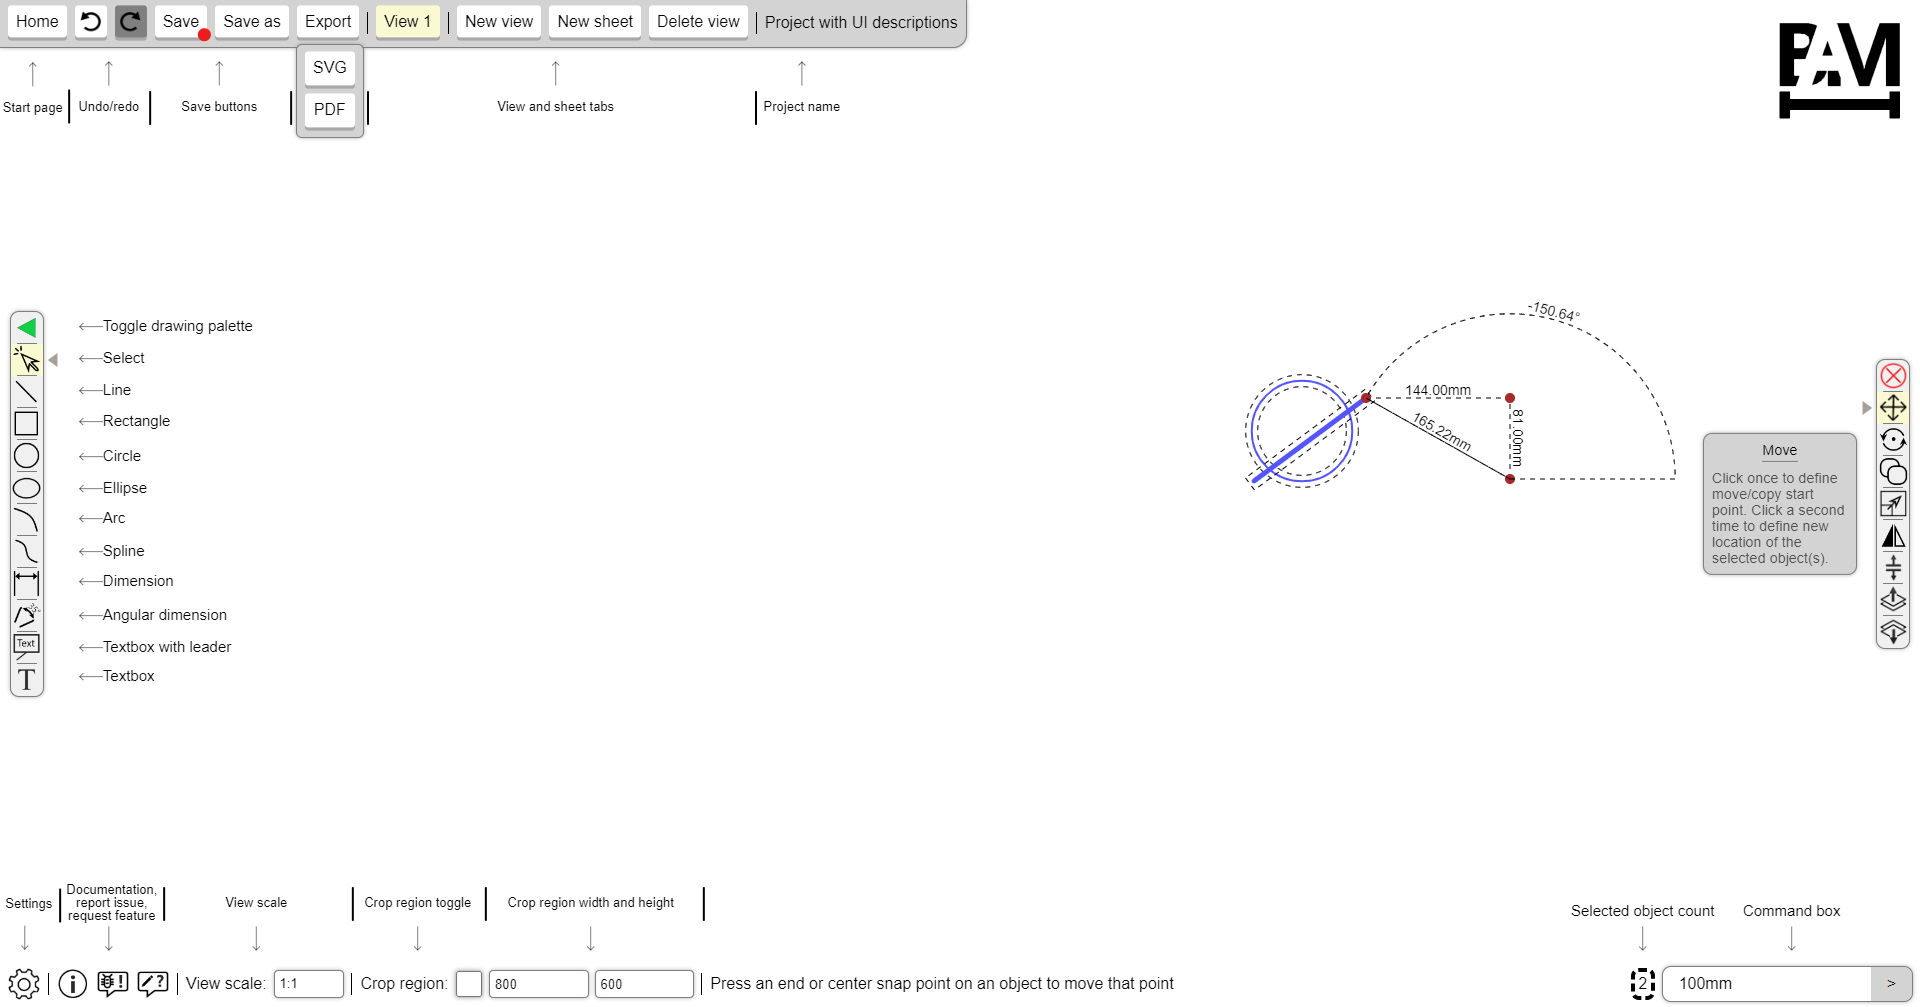 Home Save Save as Export View 1 New view New sheet Delete view Project with UI descriptions
SVG
PDF
Start page Undo/redo Save buttons View and sheet tabs Project name
PAM
Toggle drawing palette
Select
Line
Rectangle
Circle
Ellipse
Arc
Spline
Dimension
35°
Angular dimension
Text
Textbox with leader
T
Textbox
-150.64°
144.00mm
165.22mm
81.00mm
Move
Click once to define
move/copy start
point. Click a second
time to define new
location of the
selected object(s).
Settings
Documentation,
report issue,
request feature
View scale
Crop region toggle
Crop region width and height
Selected object count
Command box
View scale: 1:1 Crop region: 800 600 Press an end or center snap point on an object to move that point 2 100mm >